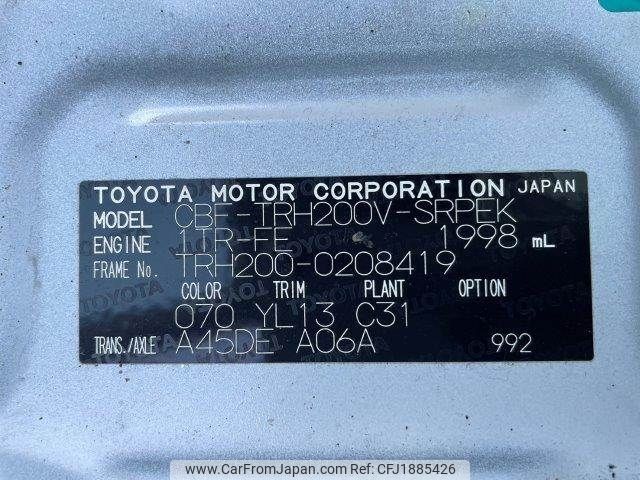 TOYOTA MOTOR CORPORATION JAPAN
MODEL CBF-TRH200V-SRPEK
ENGINE 1TR-FE 1998 mL
FRAME No. TRH200-0208419
COLOR TRIM PLANT OPTION
070 YL13 C31
TRANS./AXLE A45DE A06A 992
www.CarFromJapan.com Ref No. CFJ1885426